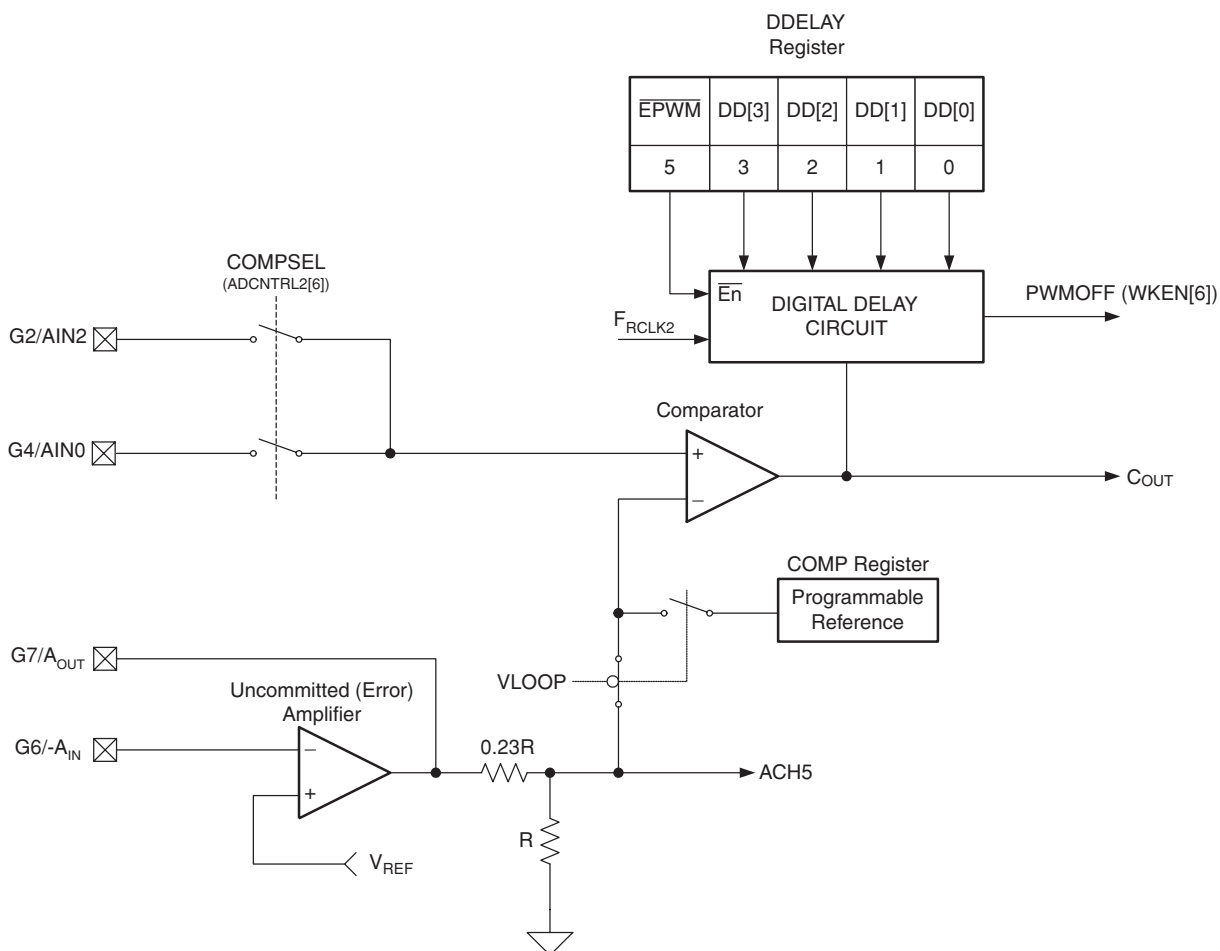 DDELAY
Register
EPWM DD[3] DD[2] DD[1] DD[0]
5 3 2 1 0
COMPSEL
(ADCNTRL2[6])
En
DIGITAL DELAY
CIRCUIT
PWMOFF (WKEN[6])
FRCLK2
G2/AIN2
Comparator
G4/AIN0
+
–
COUT
COMP Register
Programmable
Reference
G7/AOUT
VLOOP
Uncommitted (Error)
Amplifier
G6/-AIN
–
+
0.23R
ACH5
R
VREF